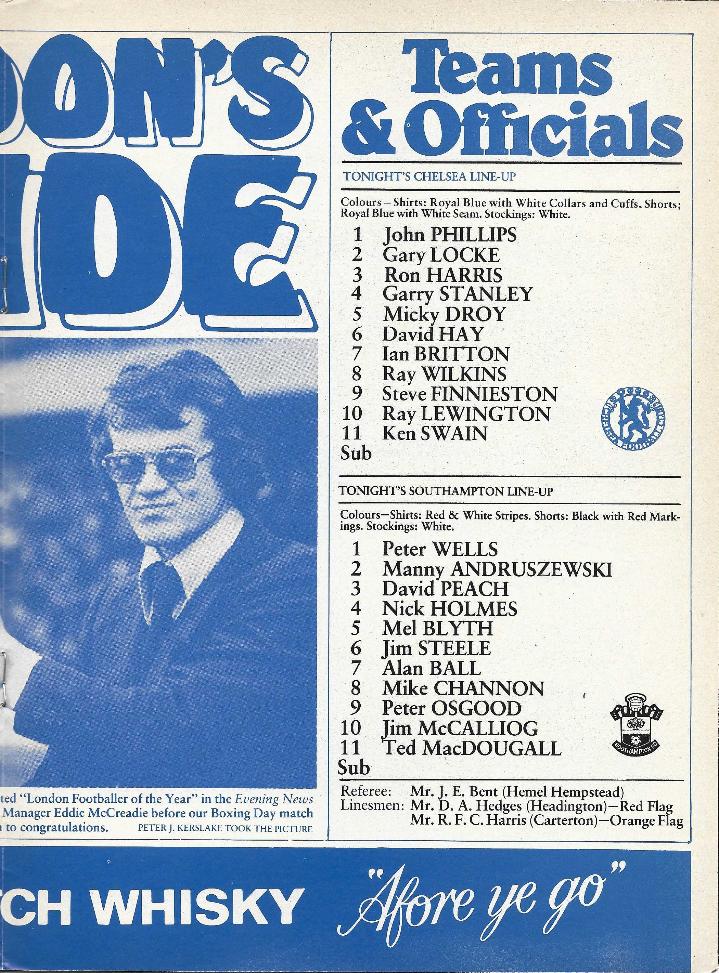 DON'S
IDE
ted "London Footballer of the Year" in the Evening News
Manager Eddie McCreadie before our Boxing Day match
to congratulations. PETER J. KERSLAKE TOOK THE PICTURE
Teams
& Officials
TONIGHT'S CHELSEA LINE-UP
Colours – Shirts: Royal Blue with White Collars and Cuffs. Shorts;
Royal Blue with White Seam. Stockings: White.
1 John PHILLIPS
2 Gary LOCKE
3 Ron HARRIS
4 Garry STANLEY
5 Micky DROY
6 David HAY
7 Ian BRITTON
8 Ray WILKINS
9 Steve FINNIESTON
10 Ray LEWINGTON
11 Ken SWAIN
Sub
CHELSEA FOOTBALL CLUB
TONIGHT'S SOUTHAMPTON LINE-UP
Colours—Shirts: Red & White Stripes. Shorts: Black with Red Mark-
ings. Stockings: White.
1 Peter WELLS
2 Manny ANDRUSZEWSKI
3 David PEACH
4 Nick HOLMES
5 Mel BLYTH
6 Jim STEELE
7 Alan BALL
8 Mike CHANNON
9 Peter OSGOOD
10 Jim McCALLIOG
11 Ted MacDOUGALL
Sub
SOUTHAMPTON FC
Referee: Mr. J. E. Bent (Hemel Hempstead)
Linesmen: Mr. D. A. Hedges (Headington)—Red Flag
Mr. R. F. C. Harris (Carterton)—Orange Flag
CH WHISKY "Afore ye go"